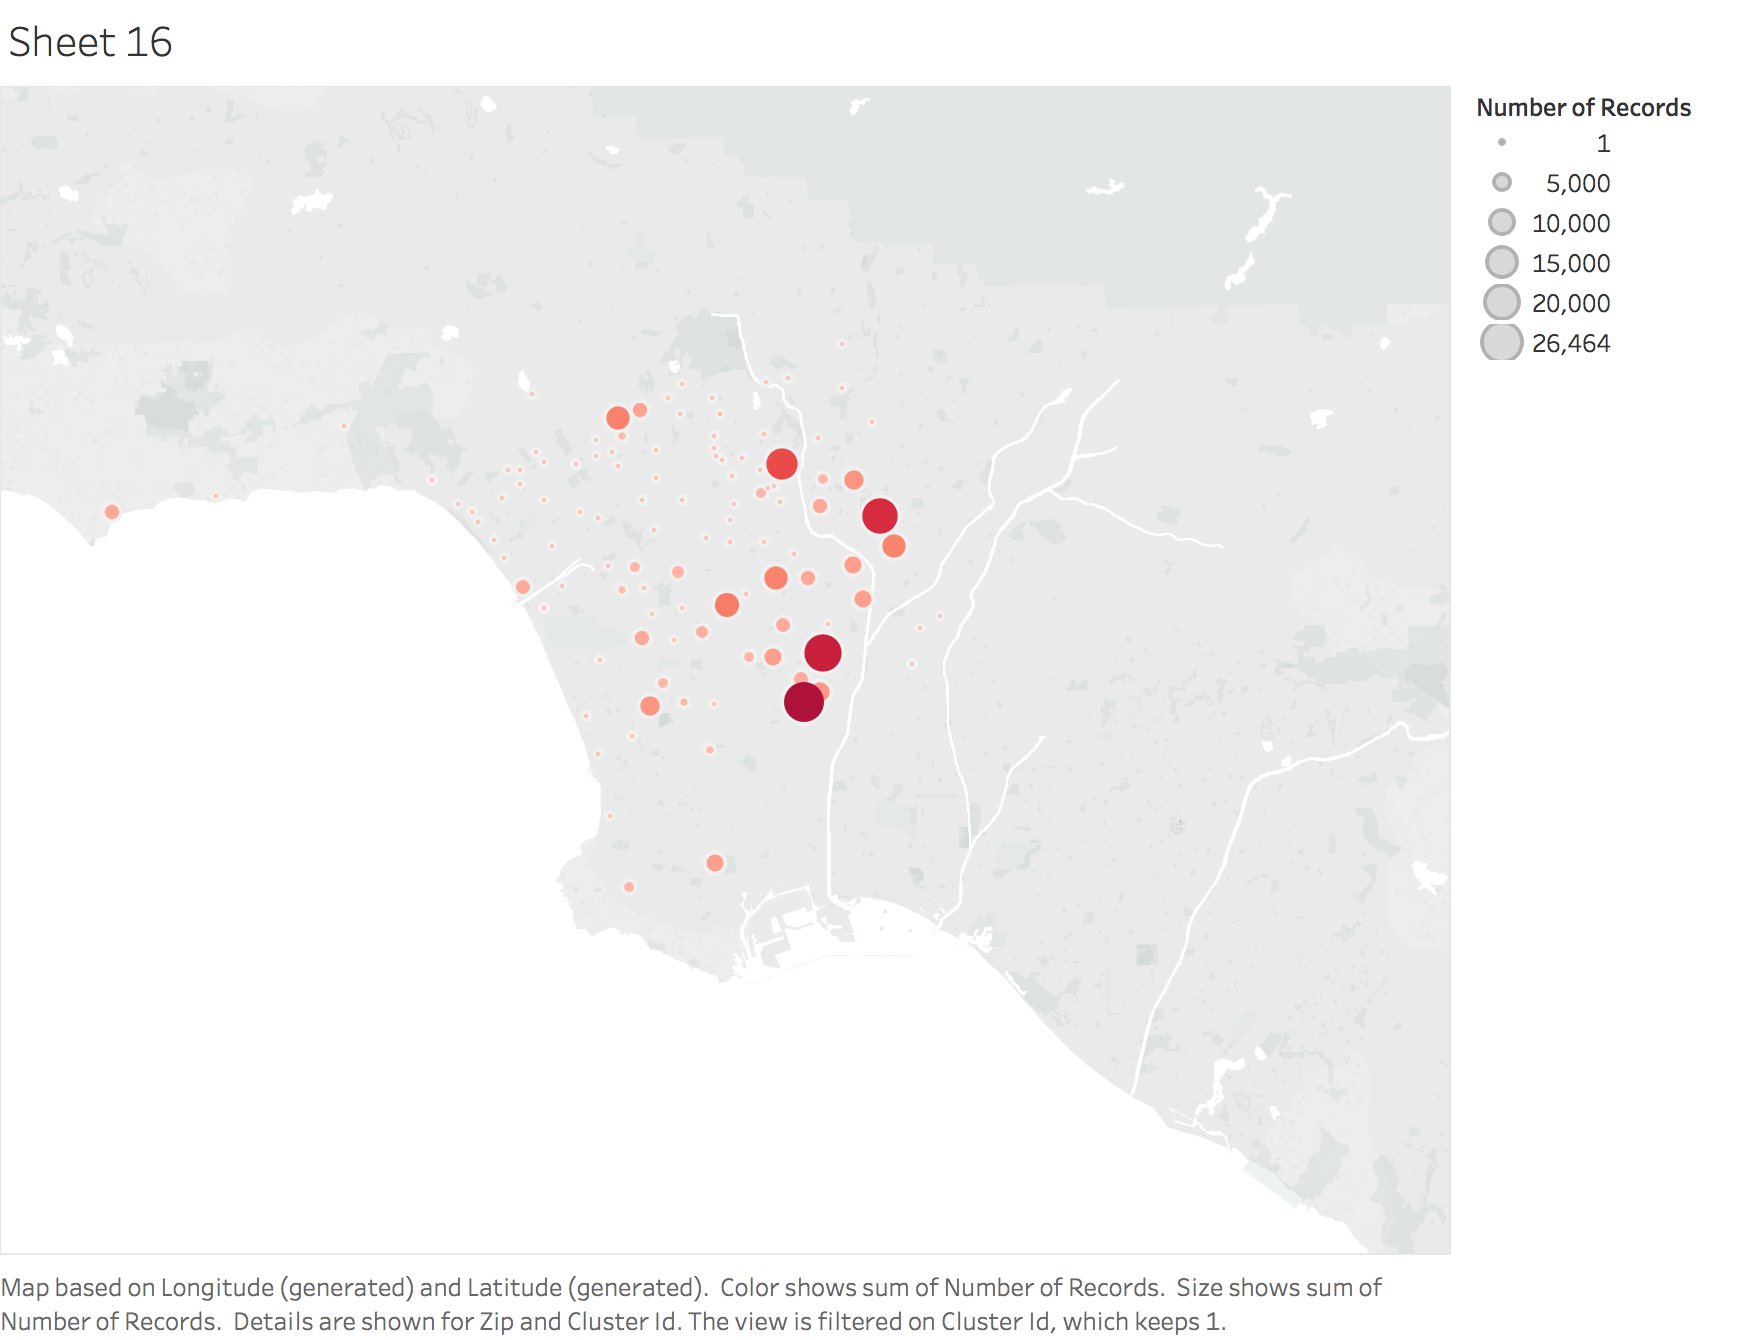 Sheet 16
Number of Records
1
5,000
10,000
15,000
20,000
26,464
Map based on Longitude (generated) and Latitude (generated).  Color shows sum of Number of Records.  Size shows sum of
Number of Records.  Details are shown for Zip and Cluster Id. The view is filtered on Cluster Id, which keeps 1.